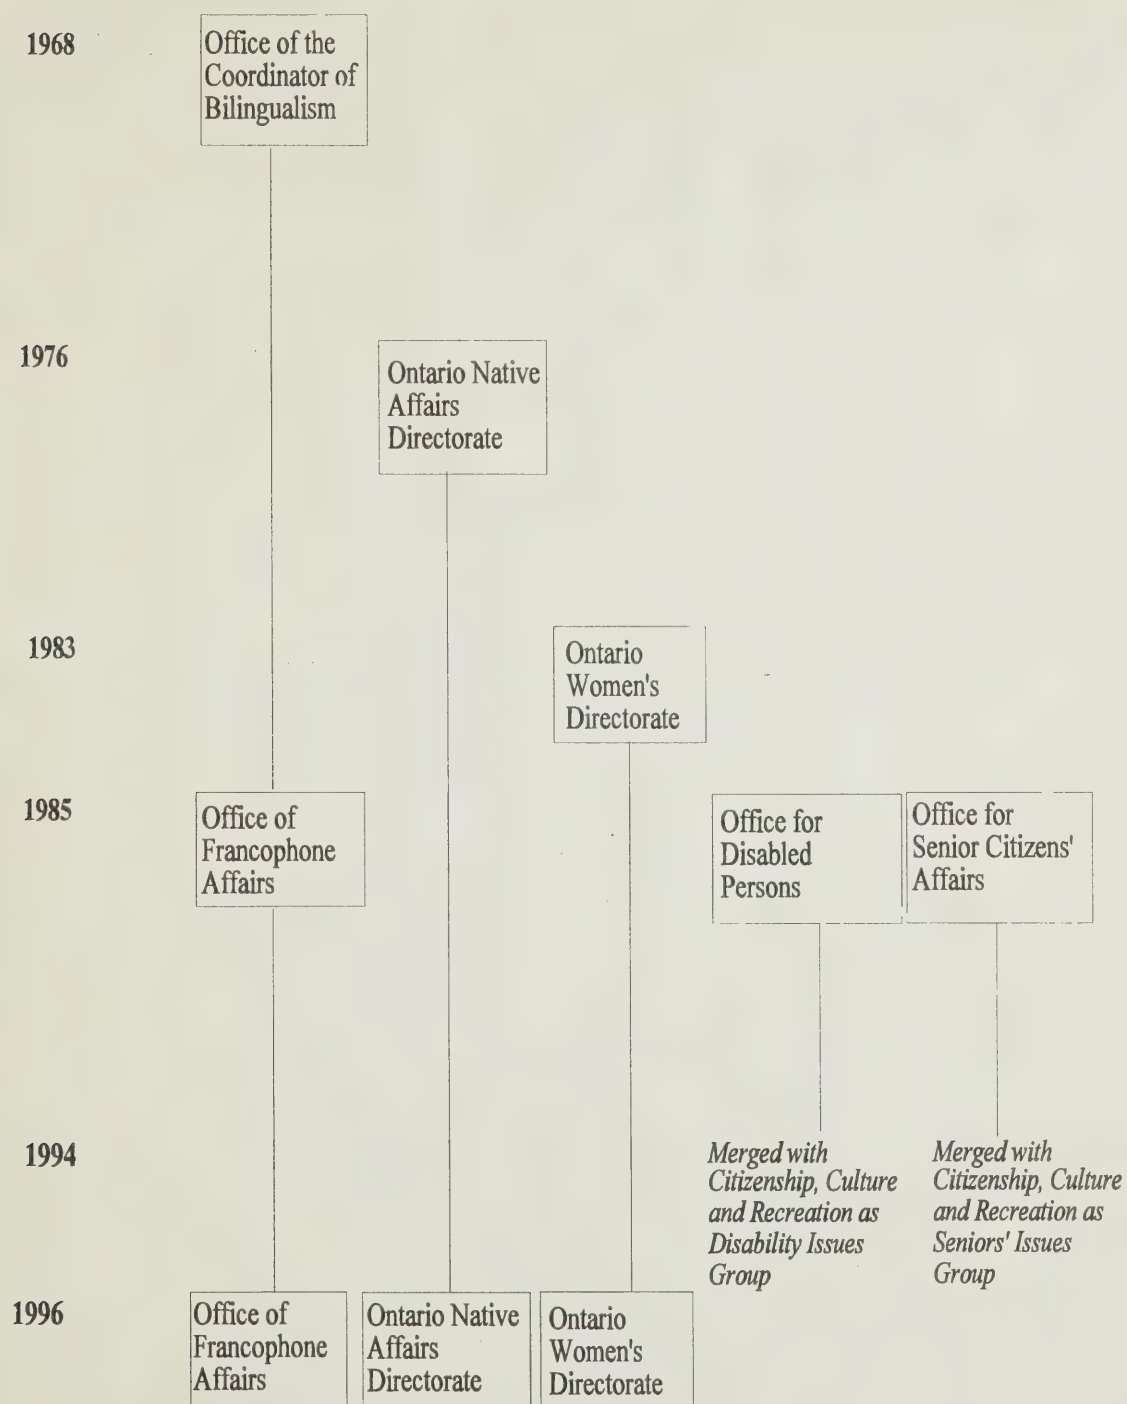 1968
Office of the
Coordinator of
Bilingualism
1976
Ontario Native
Affairs
Directorate
1983
Ontario
Women's
Directorate
1985
Office of
Francophone
Affairs
Office for
Disabled
Persons
Office for
Senior Citizens'
Affairs
1994
Merged with
Citizenship, Culture
and Recreation as
Disability Issues
Group
Merged with
Citizenship, Culture
and Recreation as
Seniors' Issues
Group
1996
Office of
Francophone
Affairs
Ontario Native
Affairs
Directorate
Ontario
Women's
Directorate